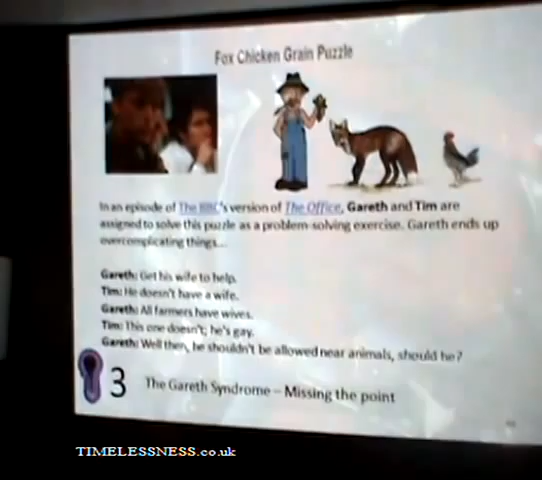 Fox Chicken Grain Puzzle
In an episode of The BBC's version of The Office, Gareth and Tim are
assigned to solve this puzzle as a problem-solving exercise. Gareth ends up
overcomplicating things...
Gareth: Get his wife to help.
Tim: He doesn't have a wife.
Gareth: All farmers have wives.
Tim: This one doesn't; he's gay.
Gareth: Well then, he shouldn't be allowed near animals, should he?
3 The Gareth Syndrome – Missing the point
TIMELESSNESS.co.uk